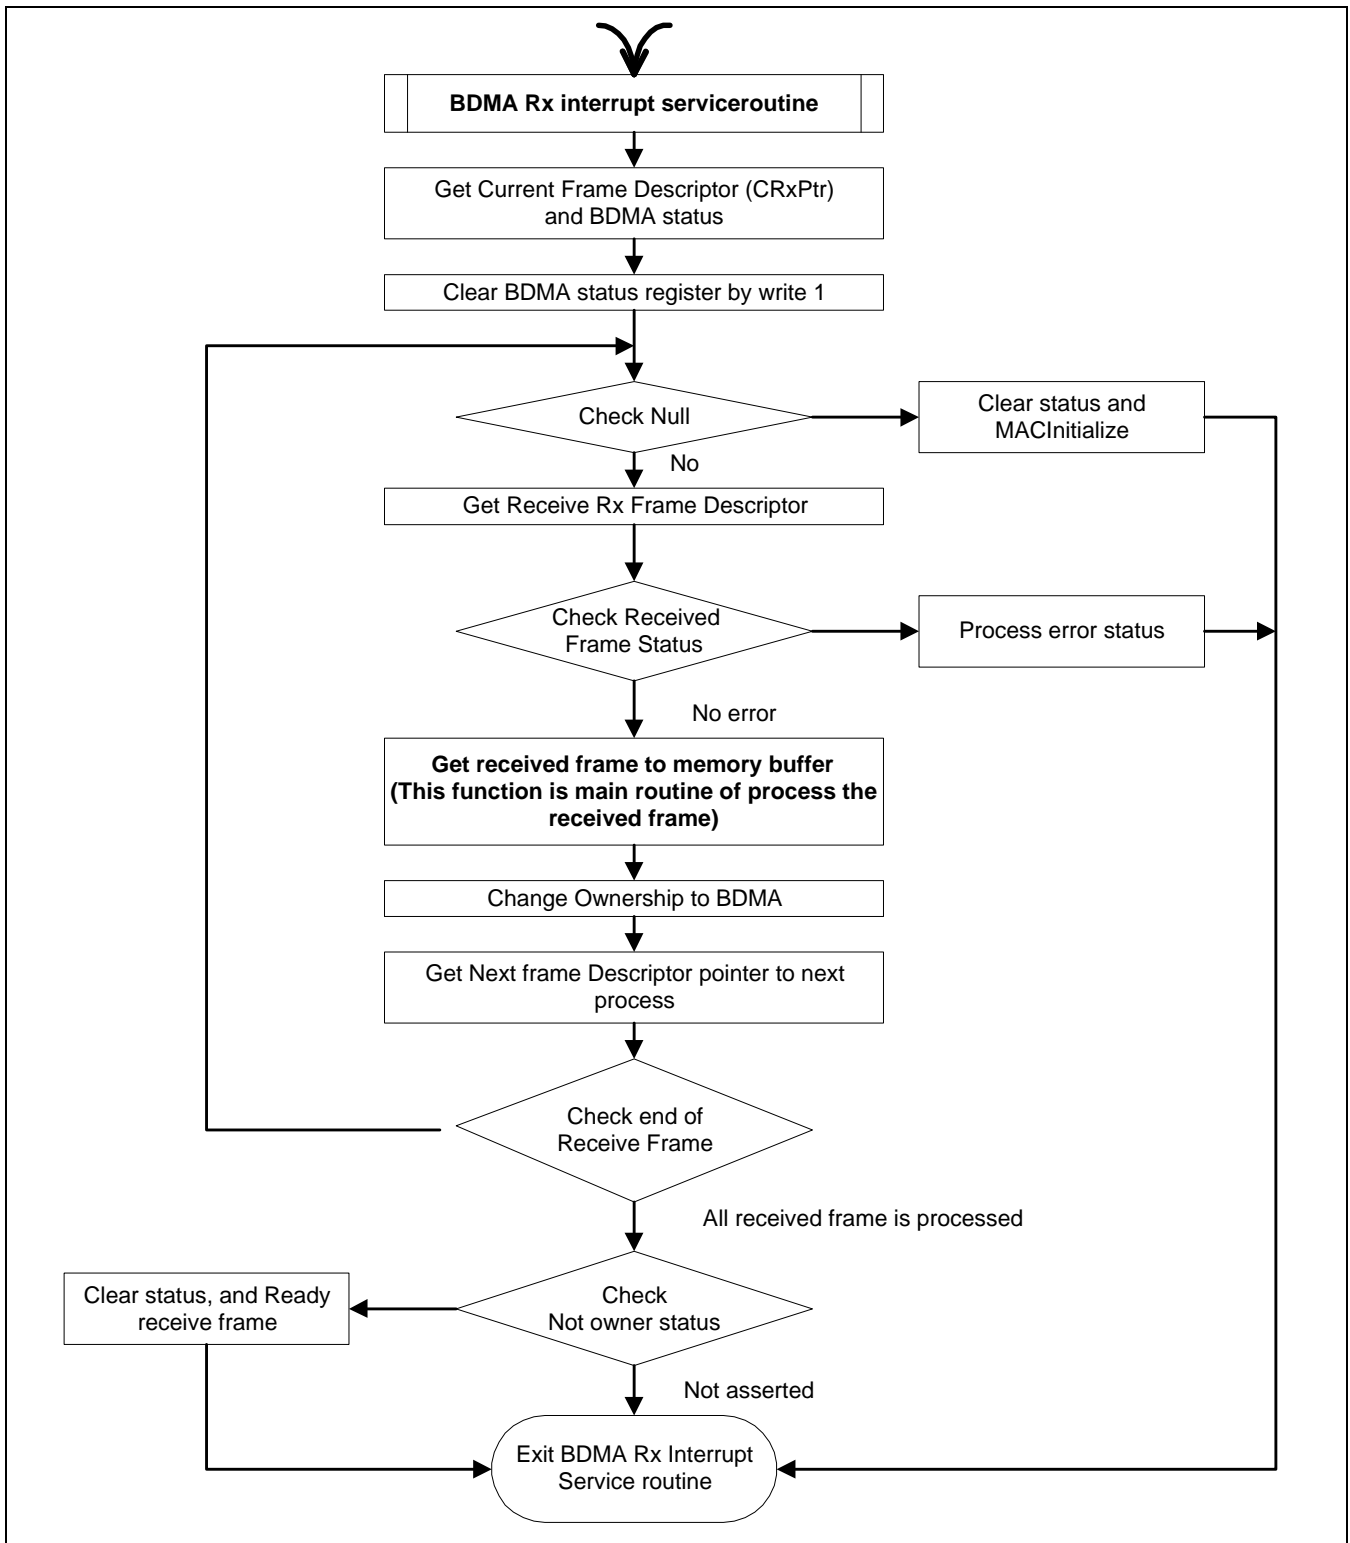 BDMA Rx interrupt serviceroutine
Get Current Frame Descriptor (CRxPtr)
and BDMA status
Clear BDMA status register by write 1
Check Null
Clear status and
MACInitialize
No
Get Receive Rx Frame Descriptor
Check Received
Frame Status
Process error status
No error
Get received frame to memory buffer
(This function is main routine of process the
received frame)
Change Ownership to BDMA
Get Next frame Descriptor pointer to next
process
Check end of
Receive Frame
All received frame is processed
Check
Not owner status
Clear status, and Ready
receive frame
Not asserted
Exit BDMA Rx Interrupt
Service routine